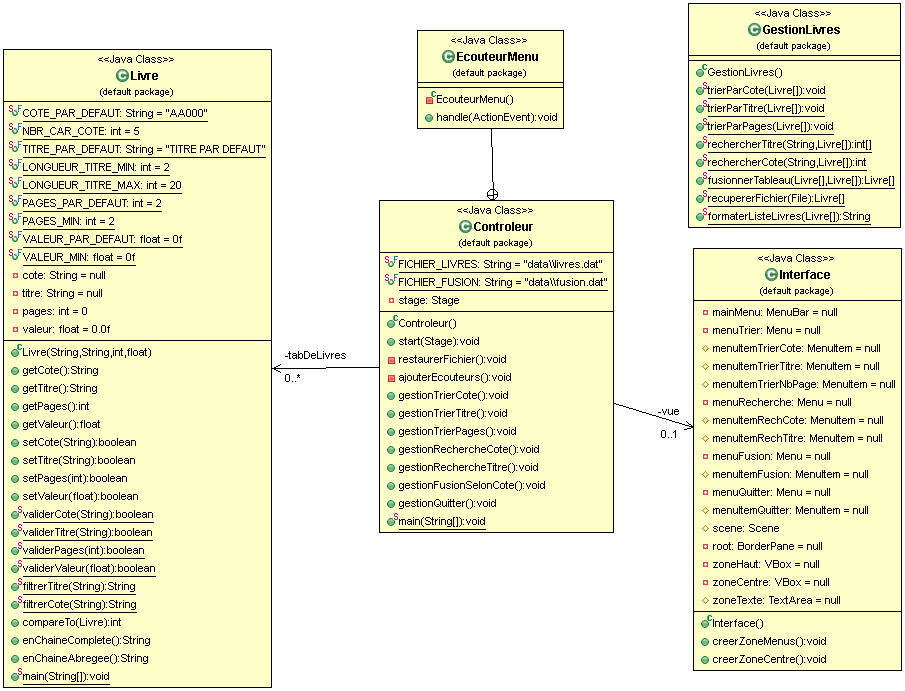 <<Java Class>>
Livre
(default package)
COTE_PAR_DEFAUT: String = "AA000"
NBR_CAR_COTE: int = 5
TITRE_PAR_DEFAUT: String = "TITRE PAR DEFAUT"
LONGUEUR_TITRE_MIN: int = 2
LONGUEUR_TITRE_MAX: int = 20
PAGES_PAR_DEFAUT: int = 2
PAGES_MIN: int = 2
VALEUR_PAR_DEFAUT: float = 0f
VALEUR_MIN: float = 0f
cote: String = null
titre: String = null
pages: int = 0
valeur: float = 0.0f
Livre(String,String,int,float)
getCote():String
getTitre():String
getPages():int
getValeur():float
setCote(String):boolean
setTitre(String):boolean
setPages(int):boolean
setValeur(float):boolean
validerCote(String):boolean
validerTitre(String):boolean
validerPages(int):boolean
validerValeur(float):boolean
filtrerTitre(String):String
filtrerCote(String):String
compareTo(Livre):int
enChaineComplete():String
enChaineAbregee():String
main(String[]):void
<<Java Class>>
EcouteurMenu
(default package)
EcouteurMenu()
handle(ActionEvent):void
-tabDeLivres
0..*
<<Java Class>>
Controleur
(default package)
FICHIER_LIVRES: String = "data\\livres.dat"
FICHIER_FUSION: String = "data\\fusion.dat"
stage: Stage
Controleur()
start(Stage):void
restaurerFichier():void
ajouterEcouteurs():void
gestionTrierCote():void
gestionTrierTitre():void
gestionTrierPages():void
gestionRechercheCote():void
gestionRechercheTitre():void
gestionFusionSelonCote():void
gestionQuitter():void
main(String[]):void
-vue
0..1
<<Java Class>>
GestionLivres
(default package)
GestionLivres()
trierParCote(Livre[]):void
trierParTitre(Livre[]):void
trierParPages(Livre[]):void
rechercherTitre(String,Livre[]):int[]
rechercherCote(String,Livre[]):int
fusionnerTableau(Livre[],Livre[]):Livre[]
recupererFichier(File):Livre[]
formaterListeLivres(Livre[]):String
<<Java Class>>
Interface
(default package)
mainMenu: MenuBar = null
menuTrier: Menu = null
menuItemTrierCote: MenuItem = null
menuItemTrierTitre: MenuItem = null
menuItemTrierNbPage: MenuItem = null
menuRecherche: Menu = null
menuItemRechCote: MenuItem = null
menuItemRechTitre: MenuItem = null
menuFusion: Menu = null
menuItemFusion: MenuItem = null
menuQuitter: Menu = null
menuItemQuitter: MenuItem = null
scene: Scene
root: BorderPane = null
zoneHaut: VBox = null
zoneCentre: VBox = null
zoneTexte: TextArea = null
Interface()
creerZoneMenus():void
creerZoneCentre():void